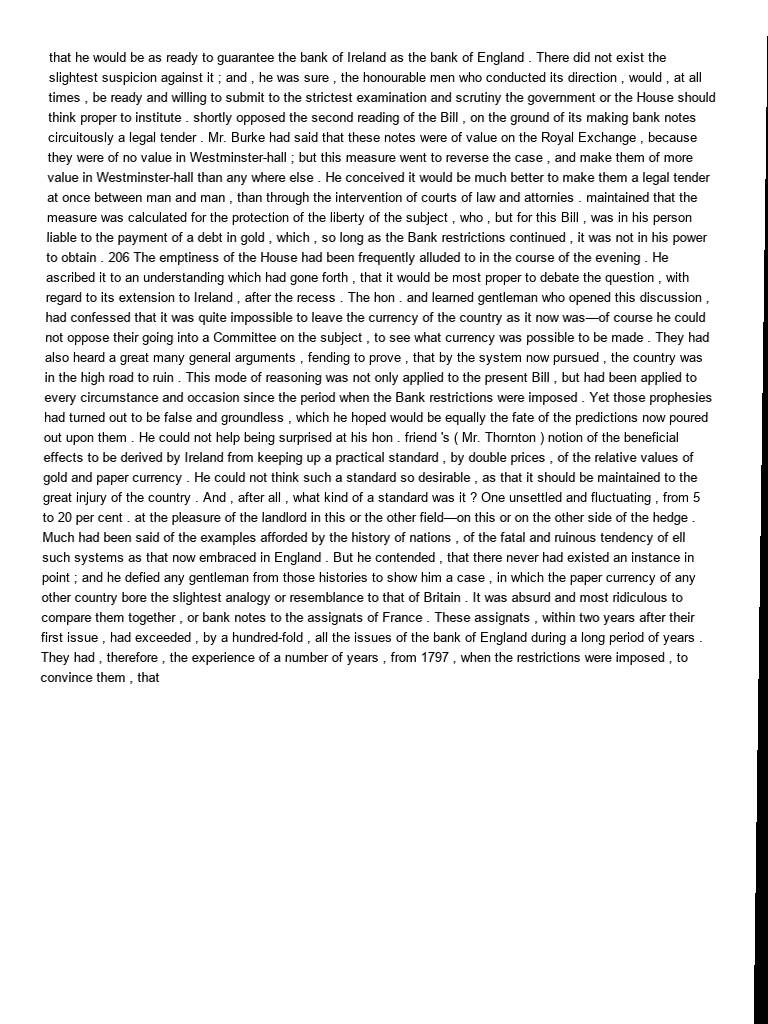 that he would be as ready to guarantee the bank of Ireland as the bank of England . There did not exist the
slightest suspicion against it ; and , he was sure , the honourable men who conducted its direction , would , at all
times , be ready and willing to submit to the strictest examination and scrutiny the government or the House should
think proper to institute . shortly opposed the second reading of the Bill , on the ground of its making bank notes
circuitously a legal tender . Mr. Burke had said that these notes were of value on the Royal Exchange , because
they were of no value in Westminster-hall ; but this measure went to reverse the case , and make them of more
value in Westminster-hall than any where else . He conceived it would be much better to make them a legal tender
at once between man and man , than through the intervention of courts of law and attornies . maintained that the
measure was calculated for the protection of the liberty of the subject , who , but for this Bill , was in his person
liable to the payment of a debt in gold , which , so long as the Bank restrictions continued , it was not in his power
to obtain . 206 The emptiness of the House had been frequently alluded to in the course of the evening . He
ascribed it to an understanding which had gone forth , that it would be most proper to debate the question , with
regard to its extension to Ireland , after the recess . The hon . and learned gentleman who opened this discussion ,
had confessed that it was quite impossible to leave the currency of the country as it now was—of course he could
not oppose their going into a Committee on the subject , to see what currency was possible to be made . They had
also heard a great many general arguments , fending to prove , that by the system now pursued , the country was
in the high road to ruin . This mode of reasoning was not only applied to the present Bill , but had been applied to
every circumstance and occasion since the period when the Bank restrictions were imposed . Yet those prophesies
had turned out to be false and groundless , which he hoped would be equally the fate of the predictions now poured
out upon them . He could not help being surprised at his hon . friend 's ( Mr. Thornton ) notion of the beneficial
effects to be derived by Ireland from keeping up a practical standard , by double prices , of the relative values of
gold and paper currency . He could not think such a standard so desirable , as that it should be maintained to the
great injury of the country . And , after all , what kind of a standard was it ? One unsettled and fluctuating , from 5
to 20 per cent . at the pleasure of the landlord in this or the other field—on this or on the other side of the hedge .
Much had been said of the examples afforded by the history of nations , of the fatal and ruinous tendency of ell
such systems as that now embraced in England . But he contended , that there never had existed an instance in
point ; and he defied any gentleman from those histories to show him a case , in which the paper currency of any
other country bore the slightest analogy or resemblance to that of Britain . It was absurd and most ridiculous to
compare them together , or bank notes to the assignats of France . These assignats , within two years after their
first issue , had exceeded , by a hundred-fold , all the issues of the bank of England during a long period of years .
They had , therefore , the experience of a number of years , from 1797 , when the restrictions were imposed , to
convince them , that